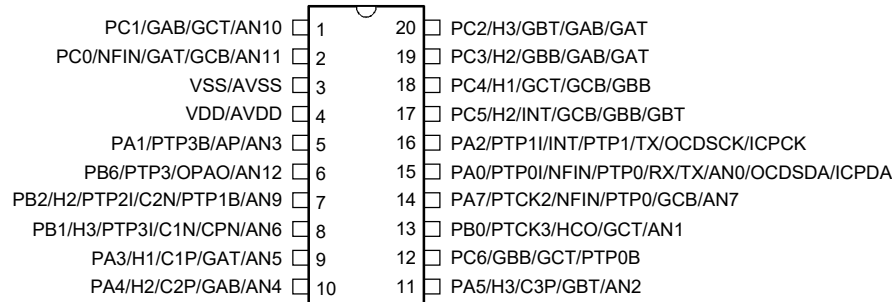 PC1/GAB/GCT/AN10 1 20 PC2/H3/GBT/GAB/GAT
PC0/NFIN/GAT/GCB/AN11 2 19 PC3/H2/GBB/GAB/GAT
VSS/AVSS 3 18 PC4/H1/GCT/GCB/GBB
VDD/AVDD 4 17 PC5/H2/INT/GCB/GBB/GBT
PA1/PTP3B/AP/AN3 5 16 PA2/PTP1I/INT/PTP1/TX/OCDSCK/ICPCK
PB6/PTP3/OPAO/AN12 6 15 PA0/PTP0I/NFIN/PTP0/RX/TX/AN0/OCDSDA/ICPDA
PB2/H2/PTP2I/C2N/PTP1B/AN9 7 14 PA7/PTCK2/NFIN/PTP0/GCB/AN7
PB1/H3/PTP3I/C1N/CPN/AN6 8 13 PB0/PTCK3/HCO/GCT/AN1
PA3/H1/C1P/GAT/AN5 9 12 PC6/GBB/GCT/PTP0B
PA4/H2/C2P/GAB/AN4 10 11 PA5/H3/C3P/GBT/AN2